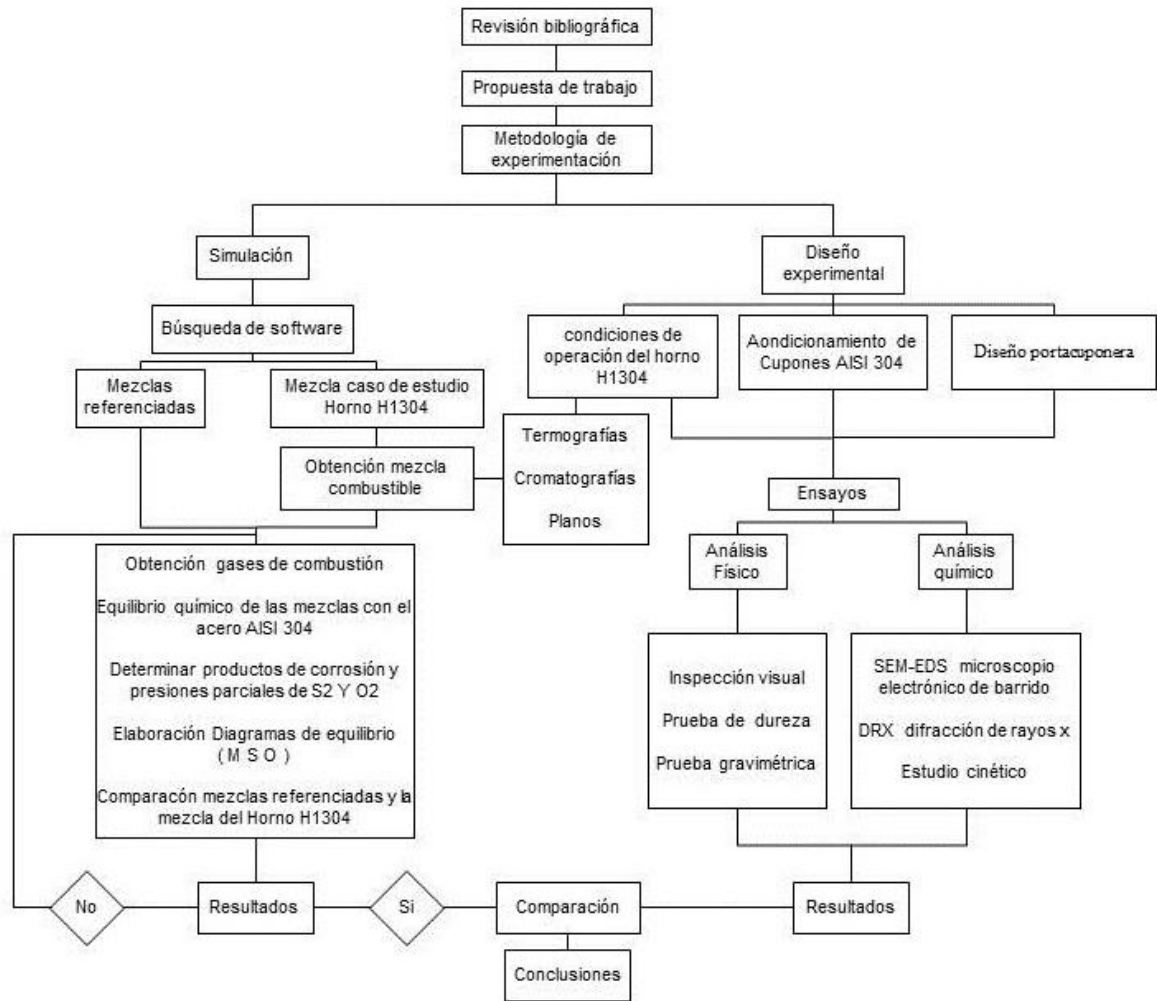 Revisión bibliográfica
Propuesta de trabajo
Metodología de
experimentación
Simulación
Diseño
experimental
Búsqueda de software
condiciones de
operación del horno
H1304
Aondicionamiento de
Cupones AISI 304
Diseño portacuponera
Mezclas
referenciadas
Mezcla caso de estudio
Horno H1304
Obtención mezcla
combustible
Termografías
Cromatografías
Planos
Ensayos
Análisis
Físico
Análisis
químico
Obtención gases de combustión
Equilibrio químico de las mezclas con el
acero AISI 304
Determinar productos de corrosión y
presiones parciales de S2 Y O2
Elaboración Diagramas de equilibrio
( M S O )
Comparacón mezclas referenciadas y la
mezcla del Horno H1304
Inspección visual
Prueba de dureza
Prueba gravimétrica
SEM-EDS microscopio
electrónico de barrido
DRX difracción de rayos x
Estudio cinético
No
Resultados
Si
Comparación
Resultados
Conclusiones